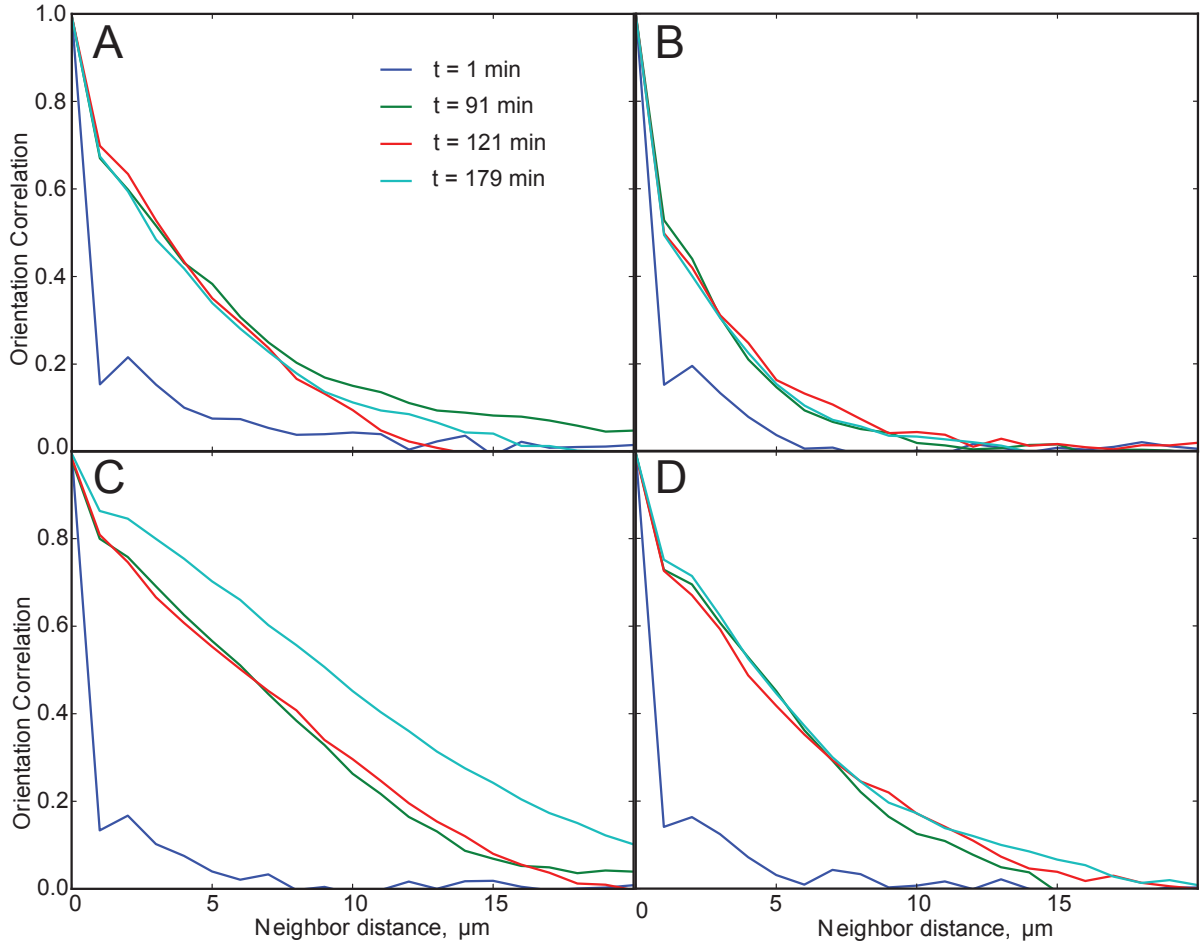 A
B
t = 1 min
t = 91 min
t = 121 min
t = 179 min
1.0
0.8
0.6
0.4
0.2
0.0
Orientation Correlation
C
D
0.8
0.6
0.4
0.2
0.0
Orientation Correlation
5
10
15
0
5
10
15
Neighbor distance, µm
Neighbor distance, µm